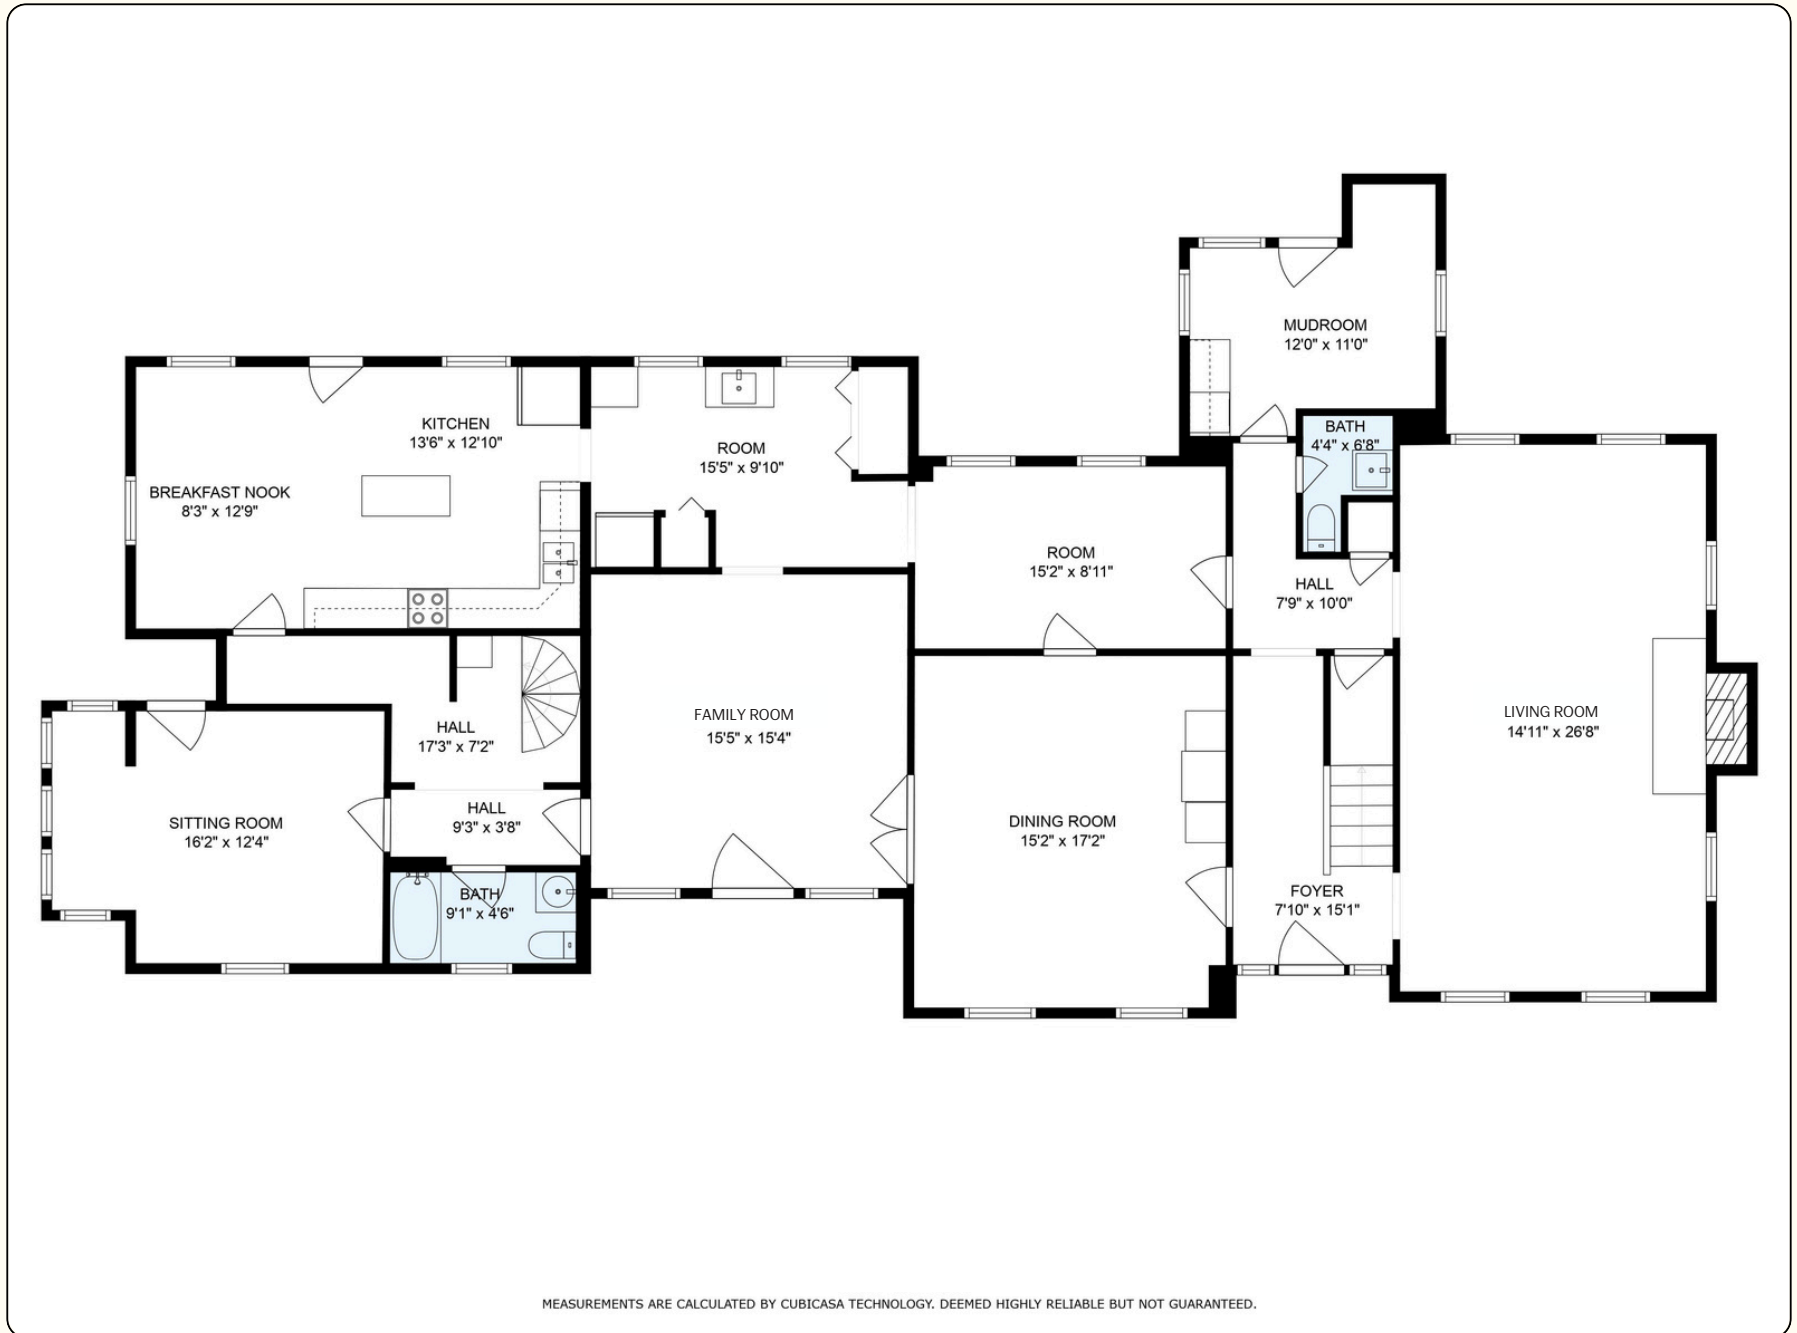 MUDROOM
12'0" x 11'0"
KITCHEN
13'6" x 12'10"
BATH
4'4" x 6'8"
ROOM
15'5" x 9'10"
BREAKFAST NOOK
8'3" x 12'9"
ROOM
15'2" x 8'11"
HALL
7'9" x 10'0"
FAMILY ROOM
15'5" x 15'4"
LIVING ROOM
14'11" x 26'8"
HALL
17'3" x 7'2"
HALL
9'3" x 3'8"
SITTING ROOM
16'2" x 12'4"
DINING ROOM
15'2" x 17'2"
BATH
9'1" x 4'6"
FOYER
7'10" x 15'1"
MEASUREMENTS ARE CALCULATED BY CUBICASA TECHNOLOGY. DEEMED HIGHLY RELIABLE BUT NOT GUARANTEED.